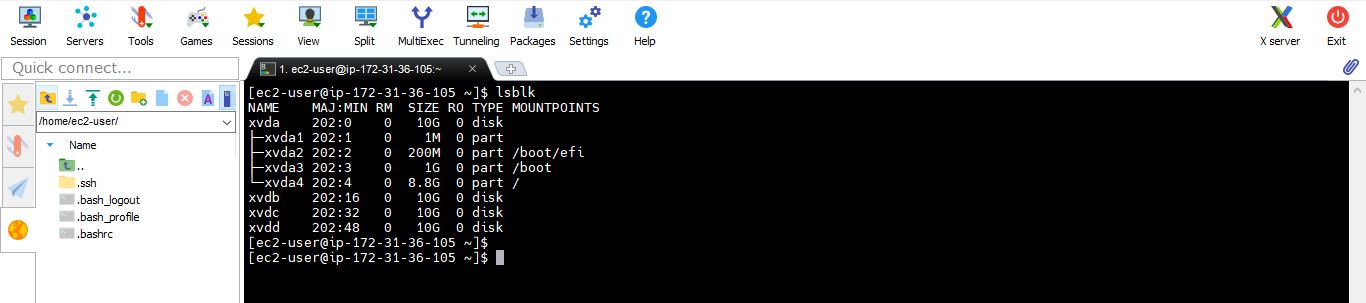 Session Servers Tools Games Sessions View Split MultiExec Tunneling Packages Settings Help X server Exit
Quick connect...
1. ec2-user@ip-172-31-36-105:~
/home/ec2-user/
Name
..
.ssh
.bash_logout
.bash_profile
.bashrc
[ec2-user@ip-172-31-36-105 ~]$ lsblk
NAME    MAJ:MIN RM  SIZE RO TYPE MOUNTPOINTS
xvda    202:0    0   10G  0 disk
├─xvda1 202:1    0    1M  0 part
├─xvda2 202:2    0  200M  0 part /boot/efi
├─xvda3 202:3    0    1G  0 part /boot
└─xvda4 202:4    0  8.8G  0 part /
xvdb    202:16   0   10G  0 disk
xvdc    202:32   0   10G  0 disk
xvdd    202:48   0   10G  0 disk
[ec2-user@ip-172-31-36-105 ~]$
[ec2-user@ip-172-31-36-105 ~]$